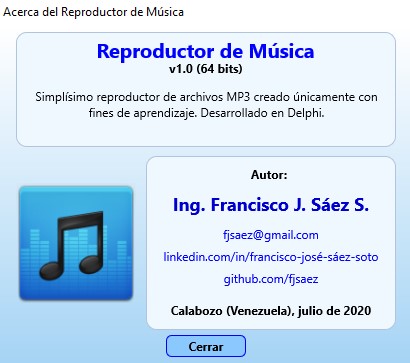 Acerca del Reproductor de Música
Reproductor de Música
v1.0 (64 bits)
Simplísimo reproductor de archivos MP3 creado únicamente con
fines de aprendizaje. Desarrollado en Delphi.
Autor:
Ing. Francisco J. Sáez S.
fjsaez@gmail.com
linkedin.com/in/francisco-josé-sáez-soto
github.com/fjsaez
Calabozo (Venezuela), julio de 2020
Cerrar